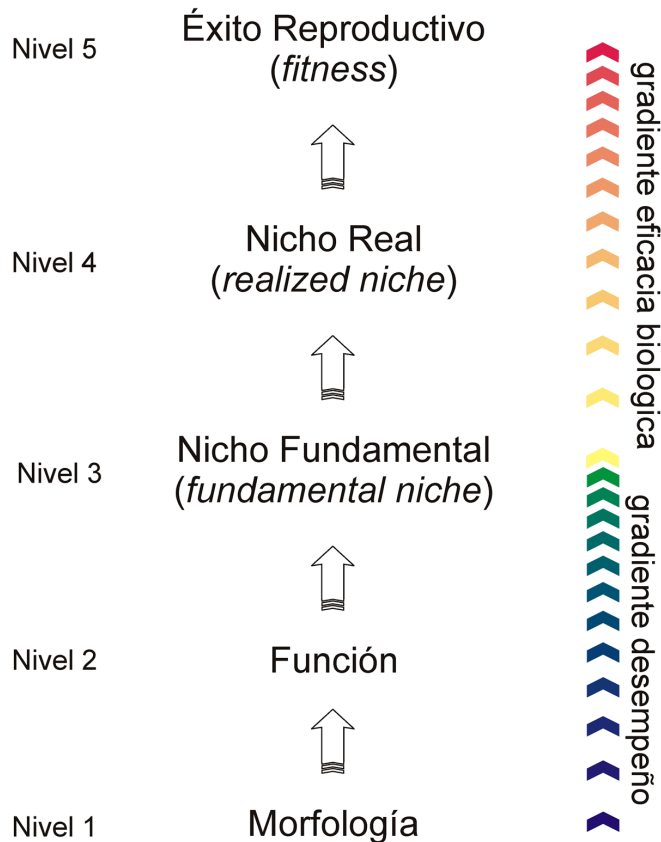 Nivel 5
Éxito Reproductivo
(fitness)
Nivel 4
Nicho Real
(realized niche)
Nivel 3
Nicho Fundamental
(fundamental niche)
Nivel 2
Función
Nivel 1
Morfología
gradiente eficacia biologica
gradiente desempeño